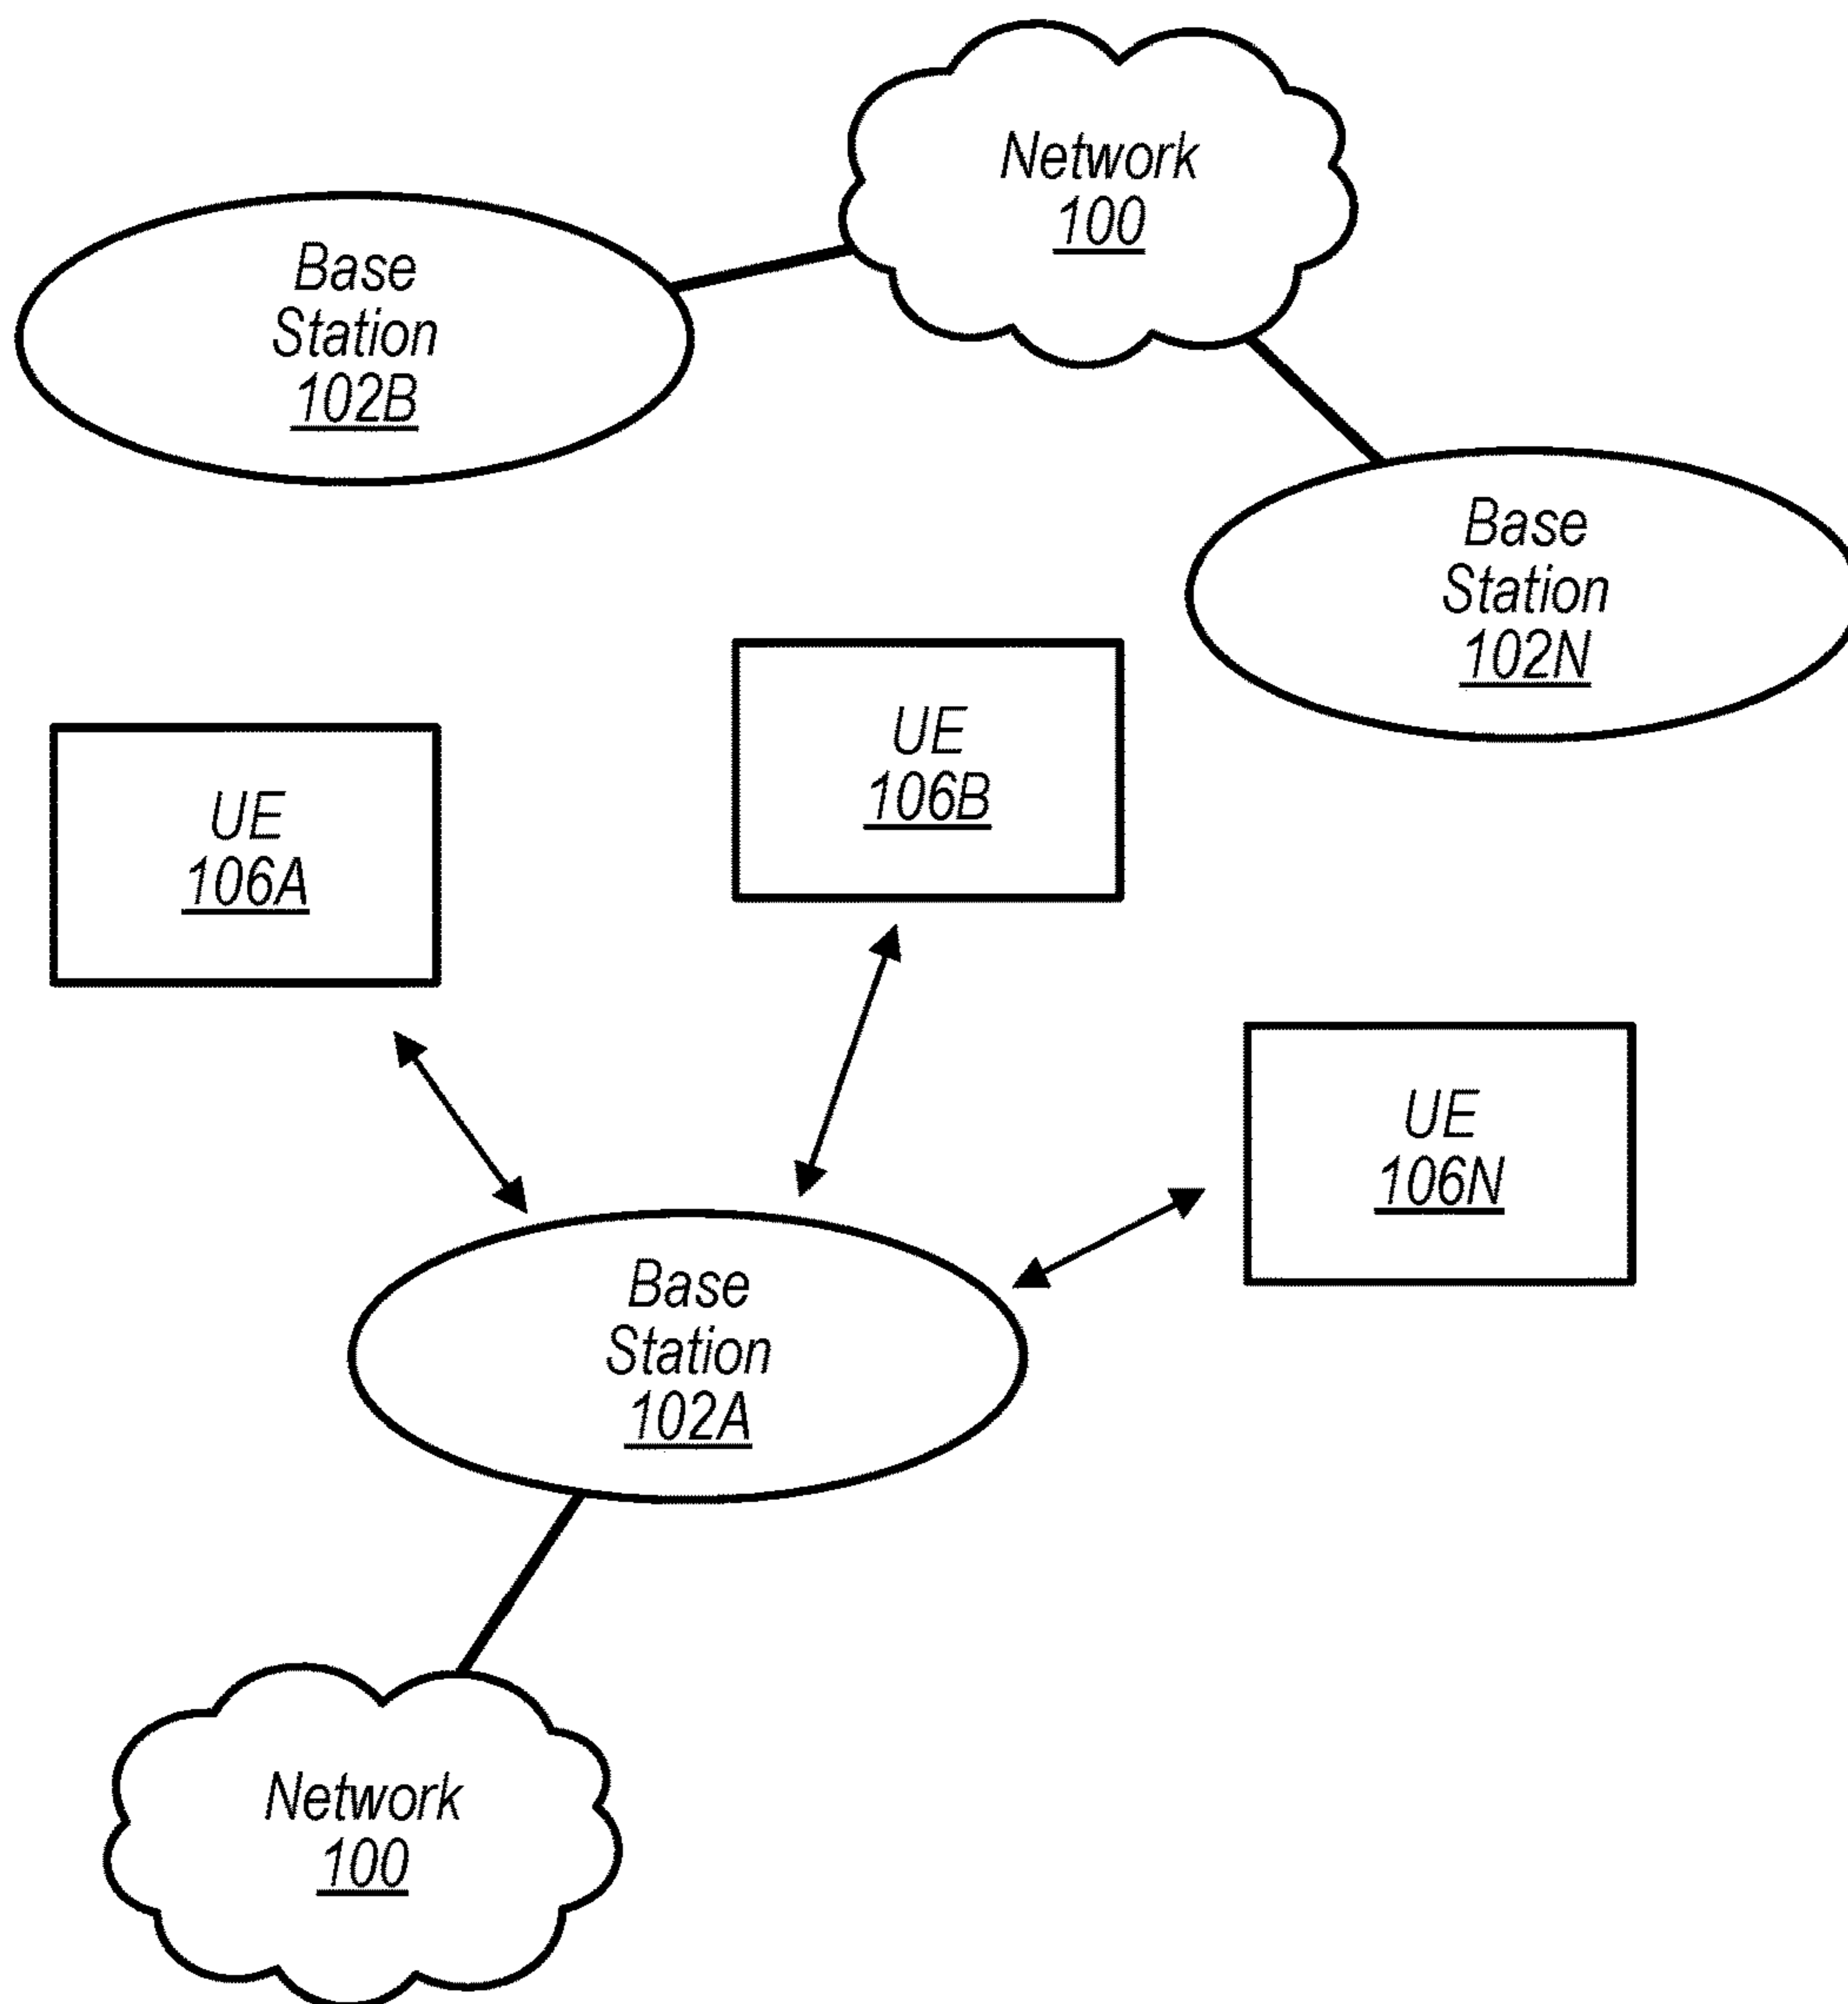 Network
100
Base
Station
102B
Base
Station
102N
UE
106B
UE
106A
UE
106N
Base
Station
102A
Network
100